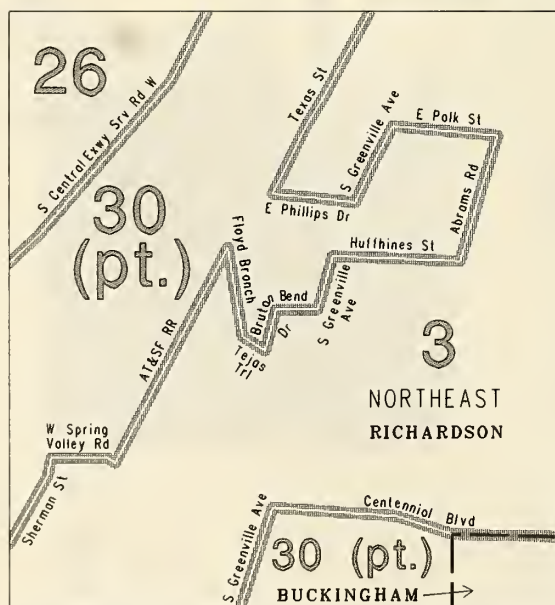 26
S Central Exwy Srv Rd W
Texas St
S Greenville Ave
E Polk St
Abrams Rd
E Phillips Dr
30
(pt.)
Floyd Branch
Huffhines St
Bruton Bend
Dr
S Greenville
Ave
Tejas
Trl
AT&SF RR
3
NORTHEAST
RICHARDSON
W Spring
Valley Rd
Sherman St
S Greenville Ave
Centennial Blvd
30 (pt.)
BUCKINGHAM